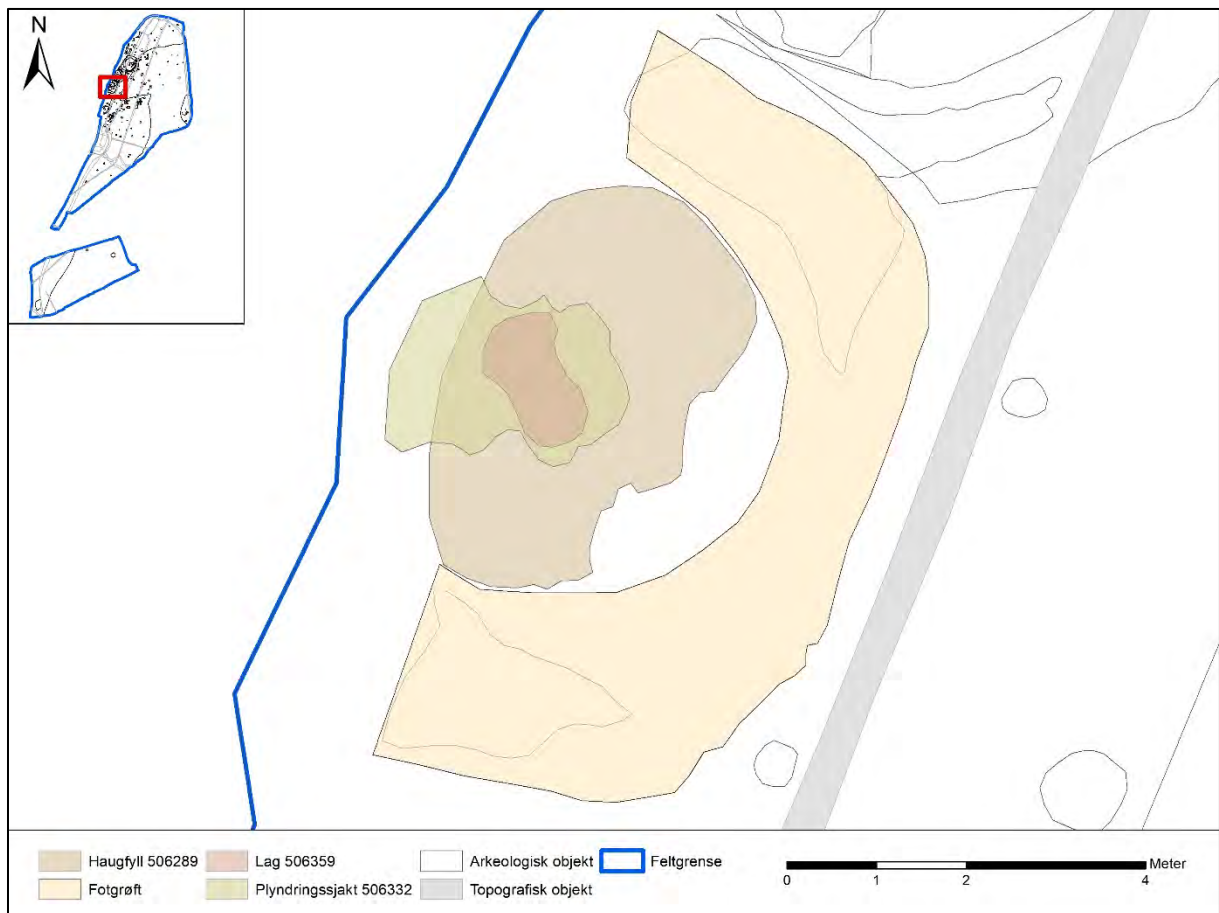 N
Haugfyll 506289
Lag 506359
Arkeologisk objekt
Feltgrense
Meter
Fotgrøft
Plyndringssjakt 506332
Topografisk objekt
0
1
2
4